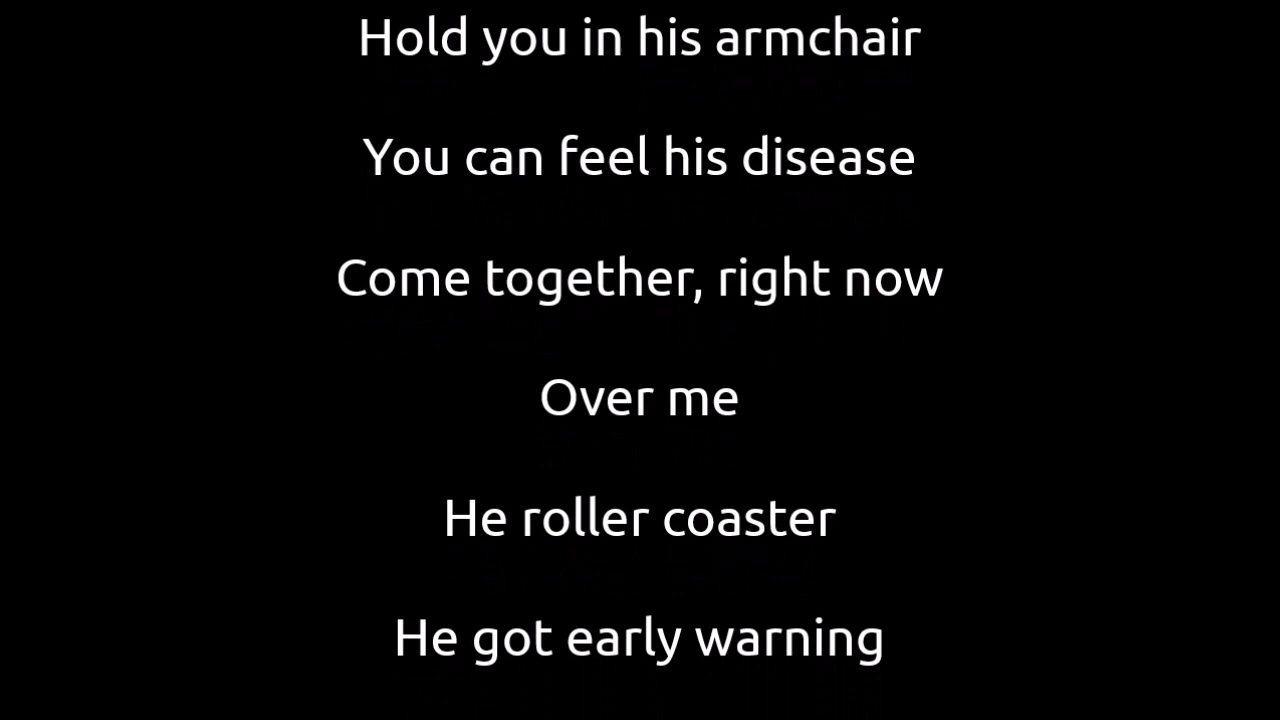 Hold you in his armchair
You can feel his disease
Come together, right now
Over me
He roller coaster
He got early warning